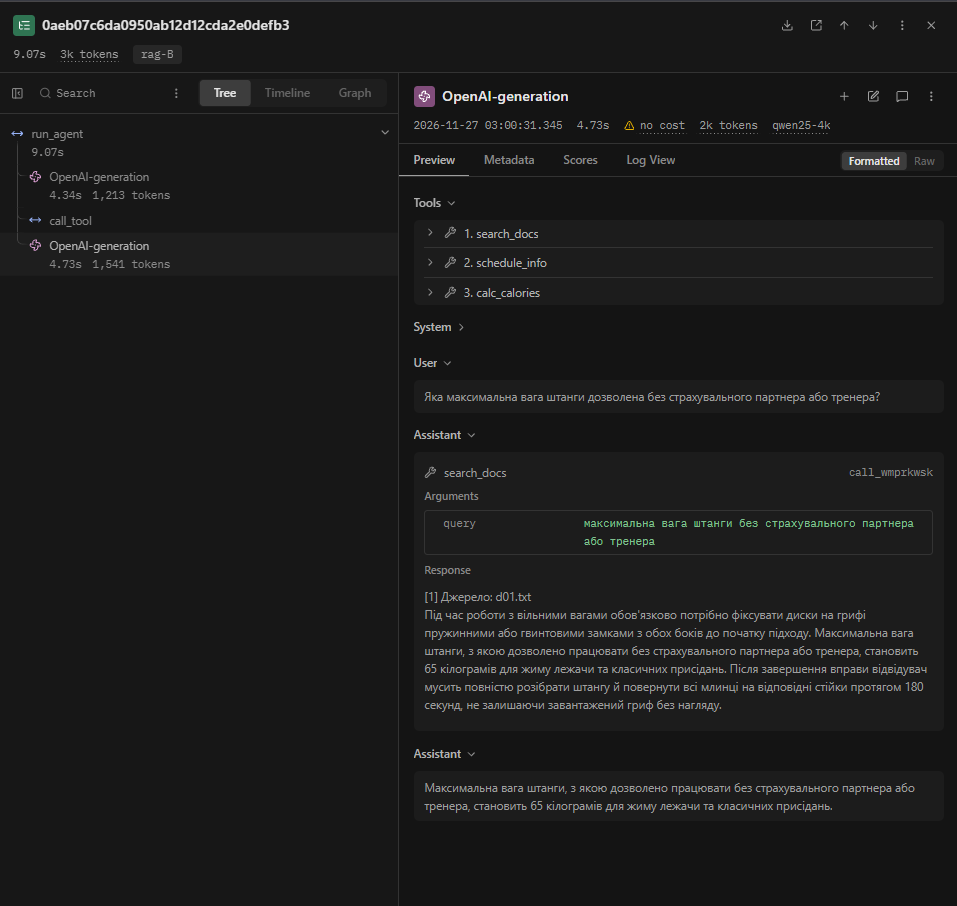 0aeb07c6da0950ab12d12cda2e0defb3
9.07s 3k tokens rag-B
Search
Tree Timeline Graph
run_agent
9.07s
OpenAI-generation
4.34s 1,213 tokens
call_tool
OpenAI-generation
4.73s 1,541 tokens
OpenAI-generation
2026-11-27 03:00:31.345 4.73s no cost 2k tokens qwen25-4k
Preview Metadata Scores Log View Formatted Raw
Tools
1. search_docs
2. schedule_info
3. calc_calories
System
User
Яка максимальна вага штанги дозволена без страхувального партнера або тренера?
Assistant
search_docs call_wmprkwsk
Arguments
query максимальна вага штанги без страхувального партнера
або тренера
Response
[1] Джерело: d01.txt
Під час роботи з вільними вагами обов'язково потрібно фіксувати диски на грифі
пружинними або гвинтовими замками з обох боків до початку підходу. Максимальна вага
штанги, з якою дозволено працювати без страхувального партнера або тренера, становить
65 кілограмів для жиму лежачи та класичних присідань. Після завершення вправи відвідувач
мусить повністю розібрати штангу й повернути всі млинці на відповідні стійки протягом 180
секунд, не залишаючи завантажений гриф без нагляду.
Assistant
Максимальна вага штанги, з якою дозволено працювати без страхувального партнера або
тренера, становить 65 кілограмів для жиму лежачи та класичних присідань.